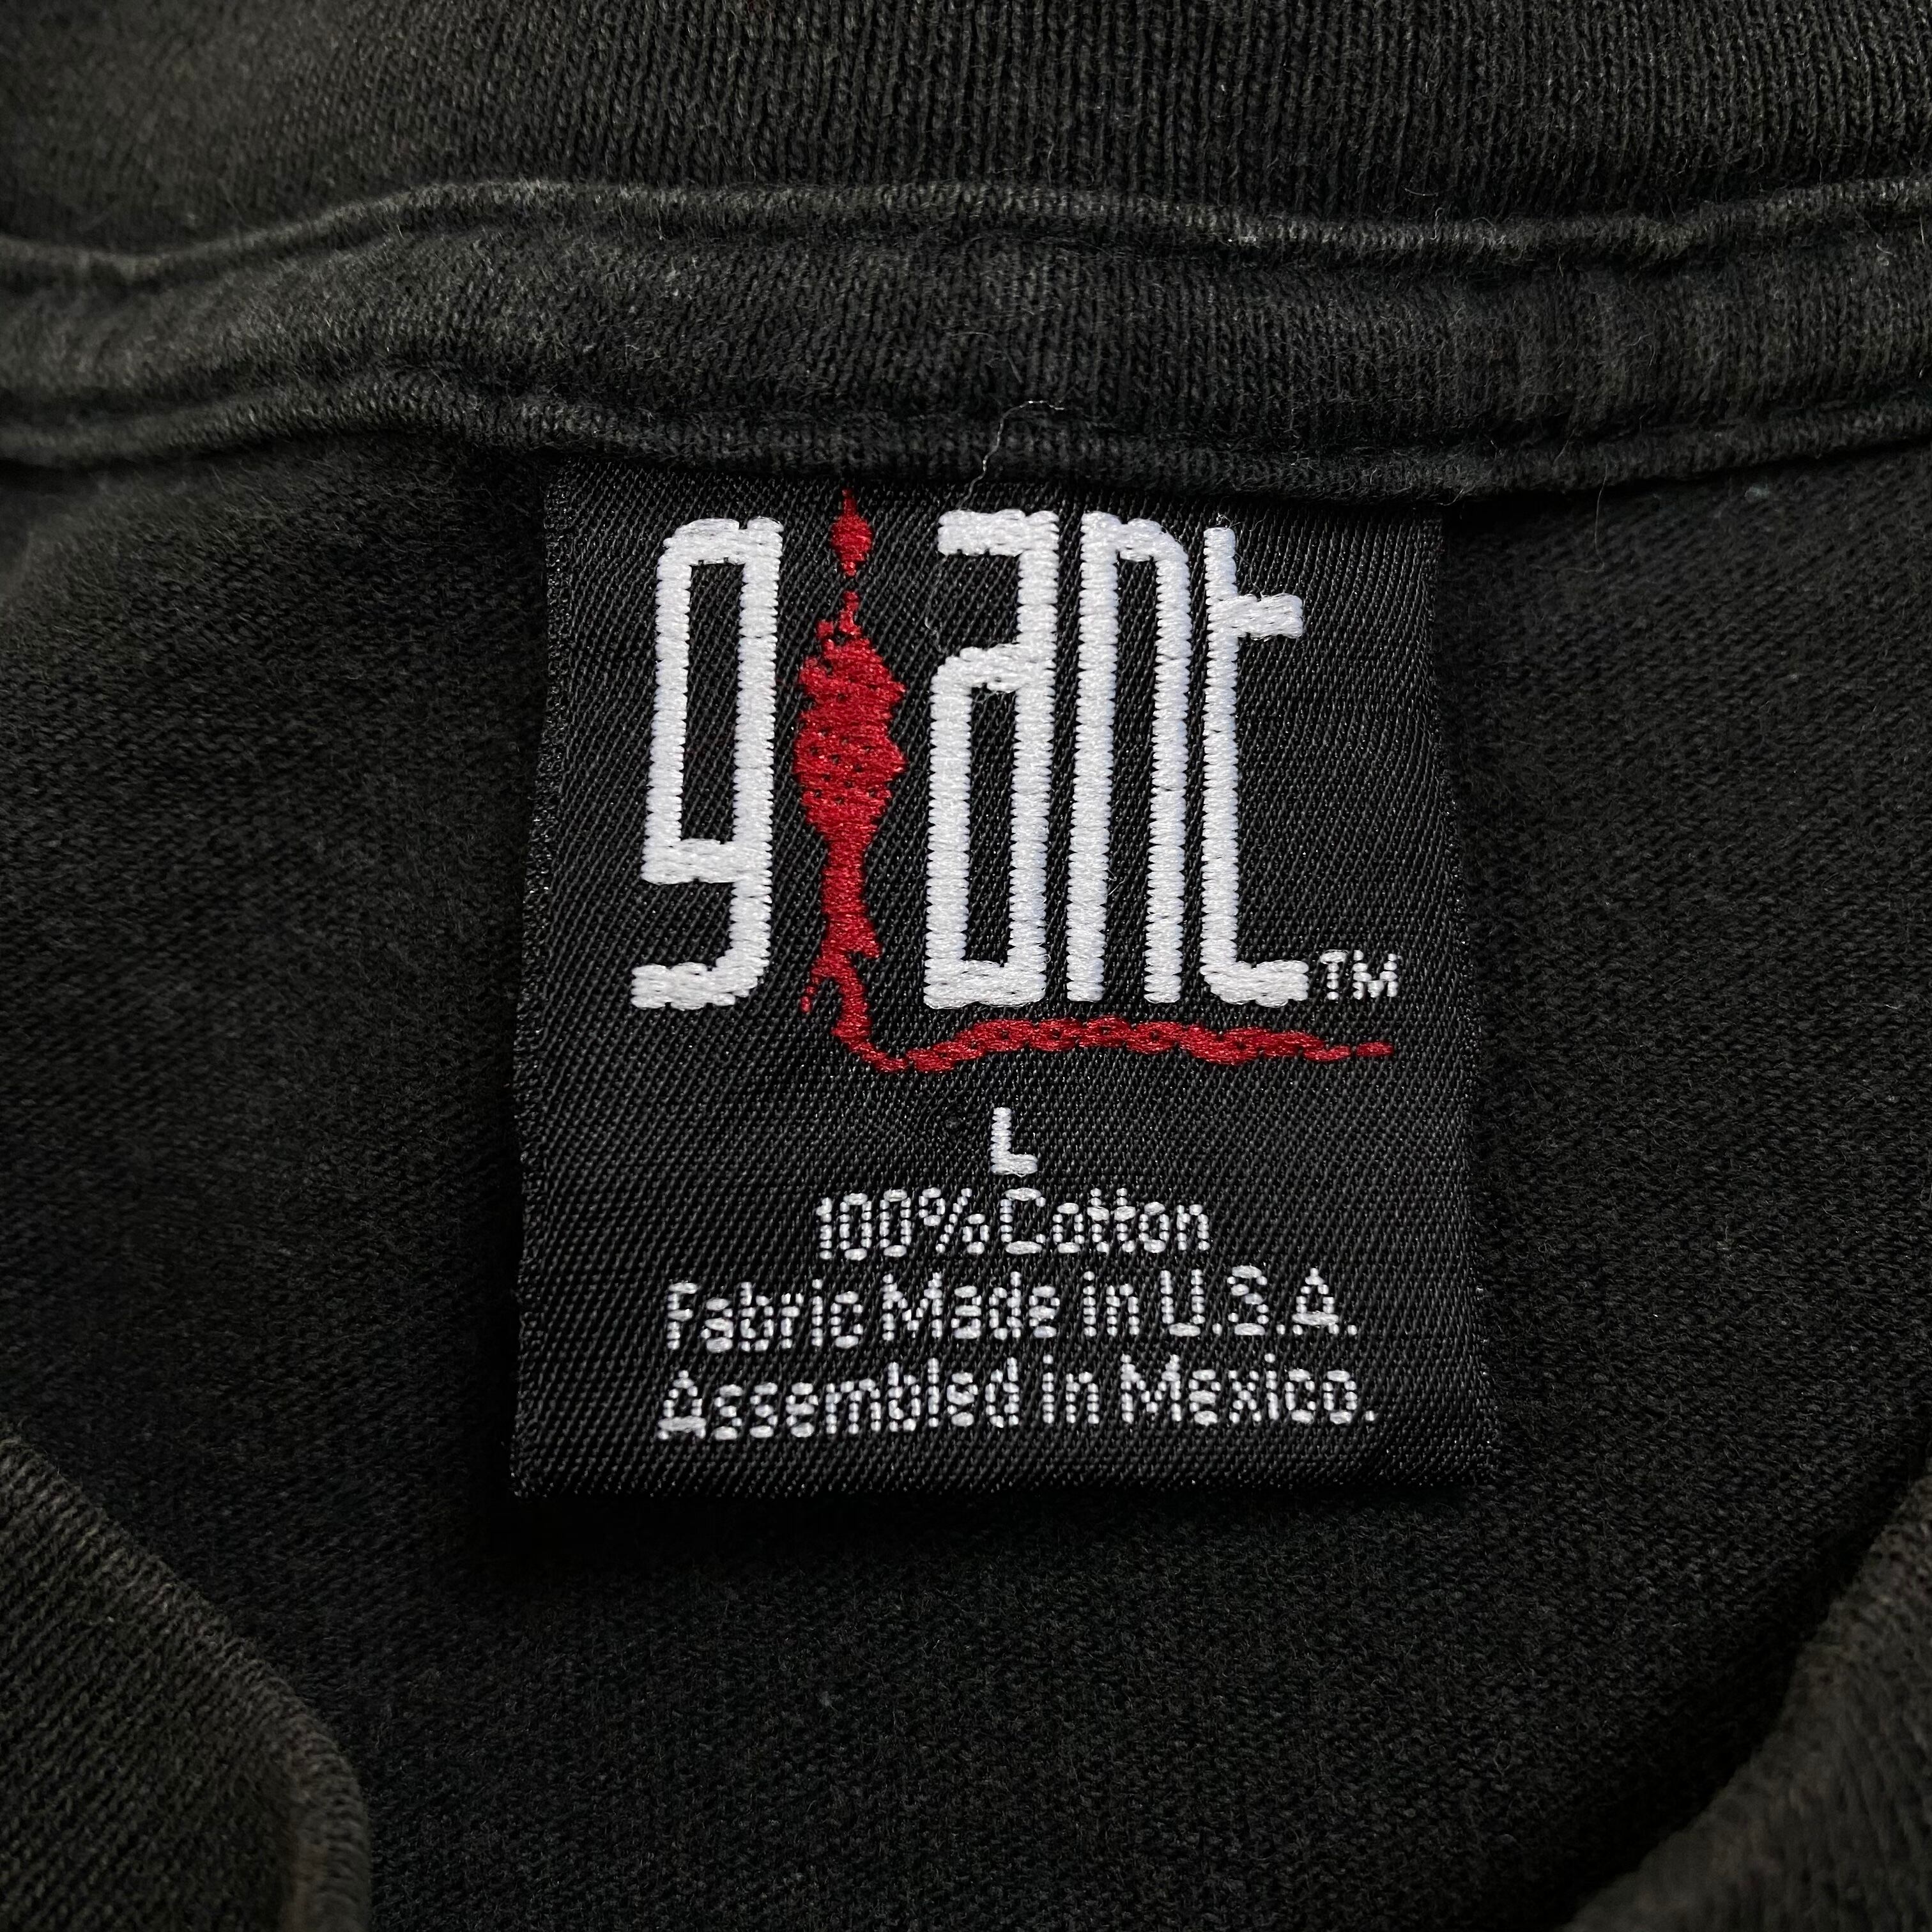 giant™
L
100% Cotton
Fabric Made in U.S.A.
Assembled in Mexico.